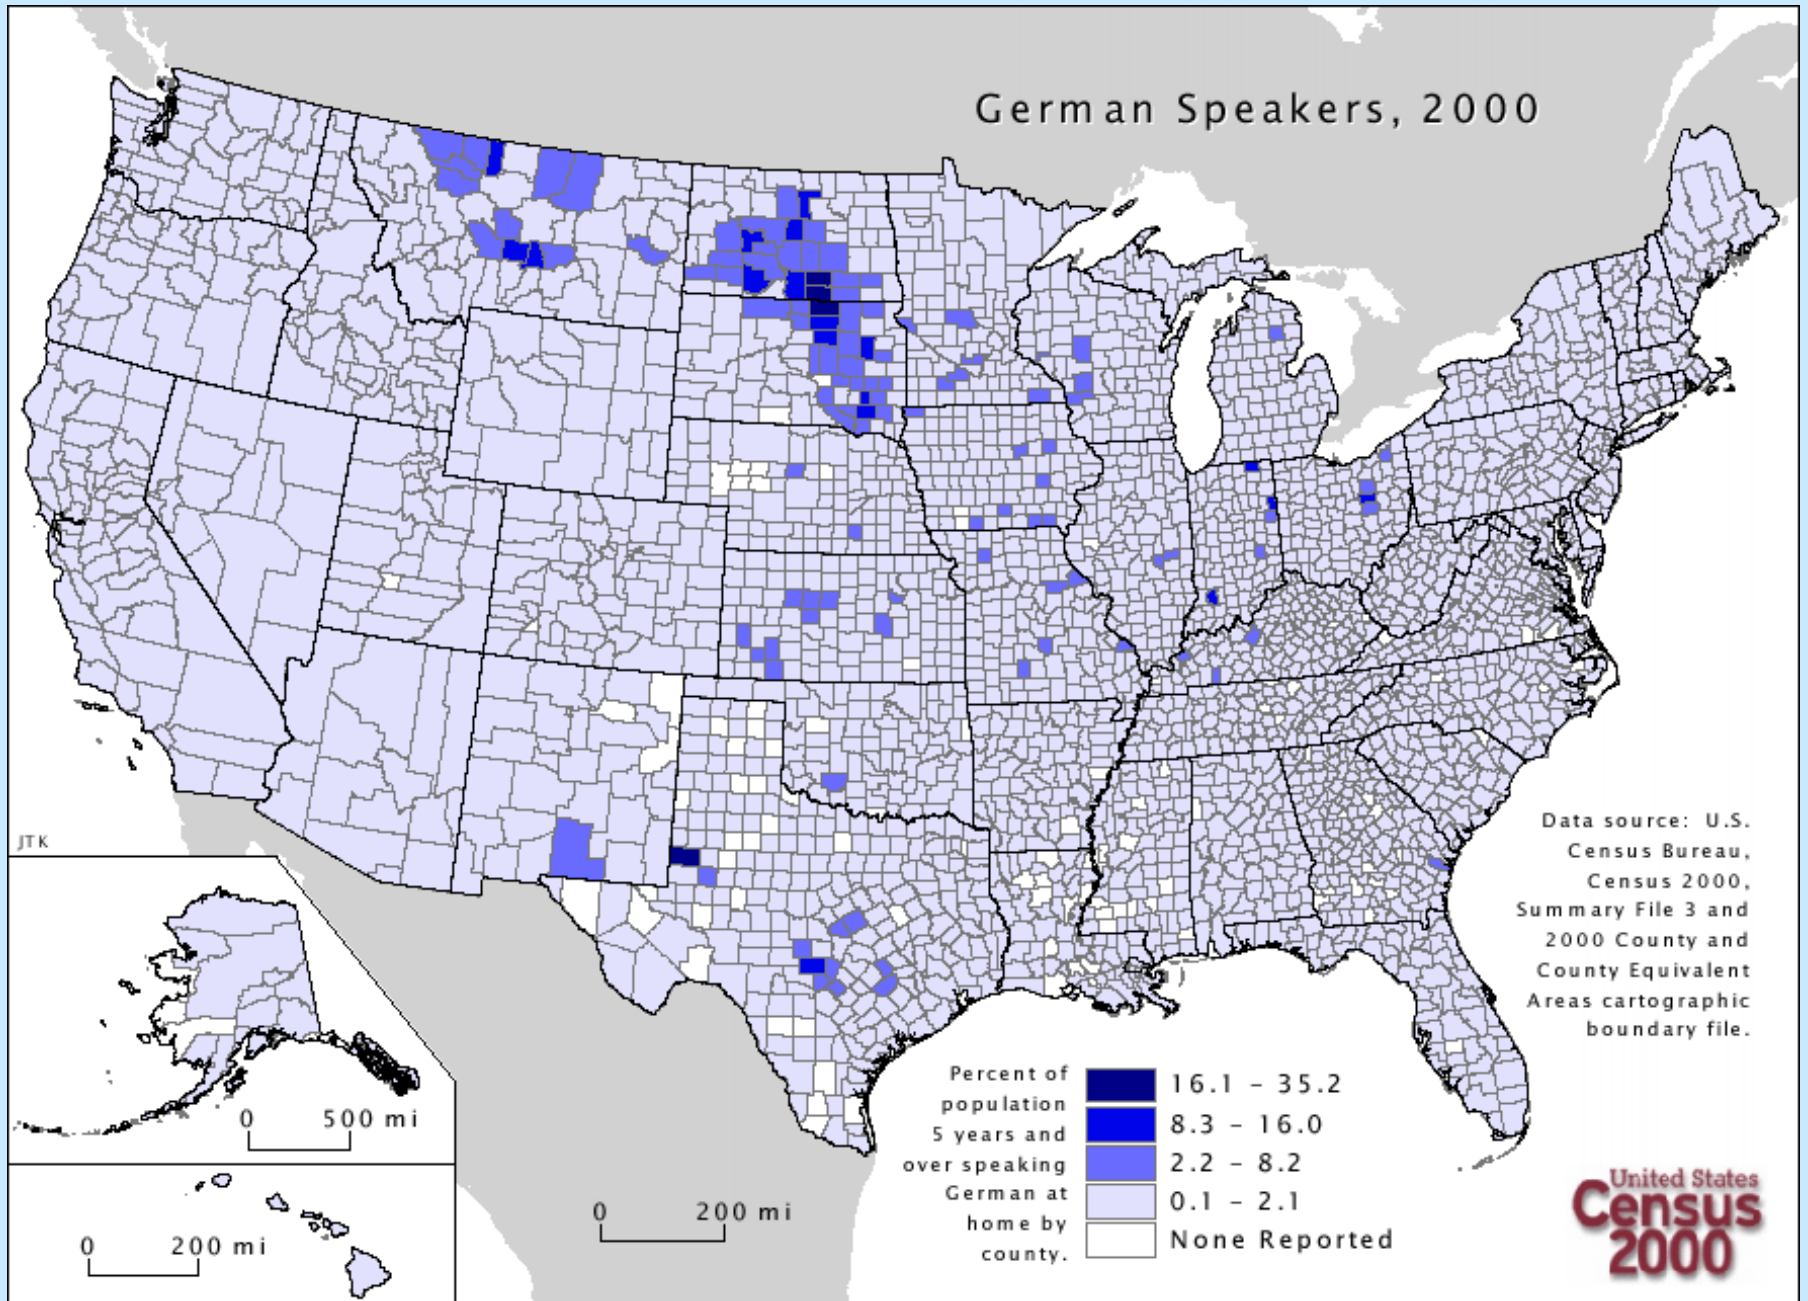 German Speakers, 2000
JTK
Data source: U.S.
Census Bureau,
Census 2000,
Summary File 3 and
2000 County and
County Equivalent
Areas cartographic
boundary file.
0 500 mi
0 200 mi
0 200 mi
Percent of
population
5 years and
over speaking
German at
home by
county.
16.1 - 35.2
8.3 - 16.0
2.2 - 8.2
0.1 - 2.1
None Reported
United States
Census
2000